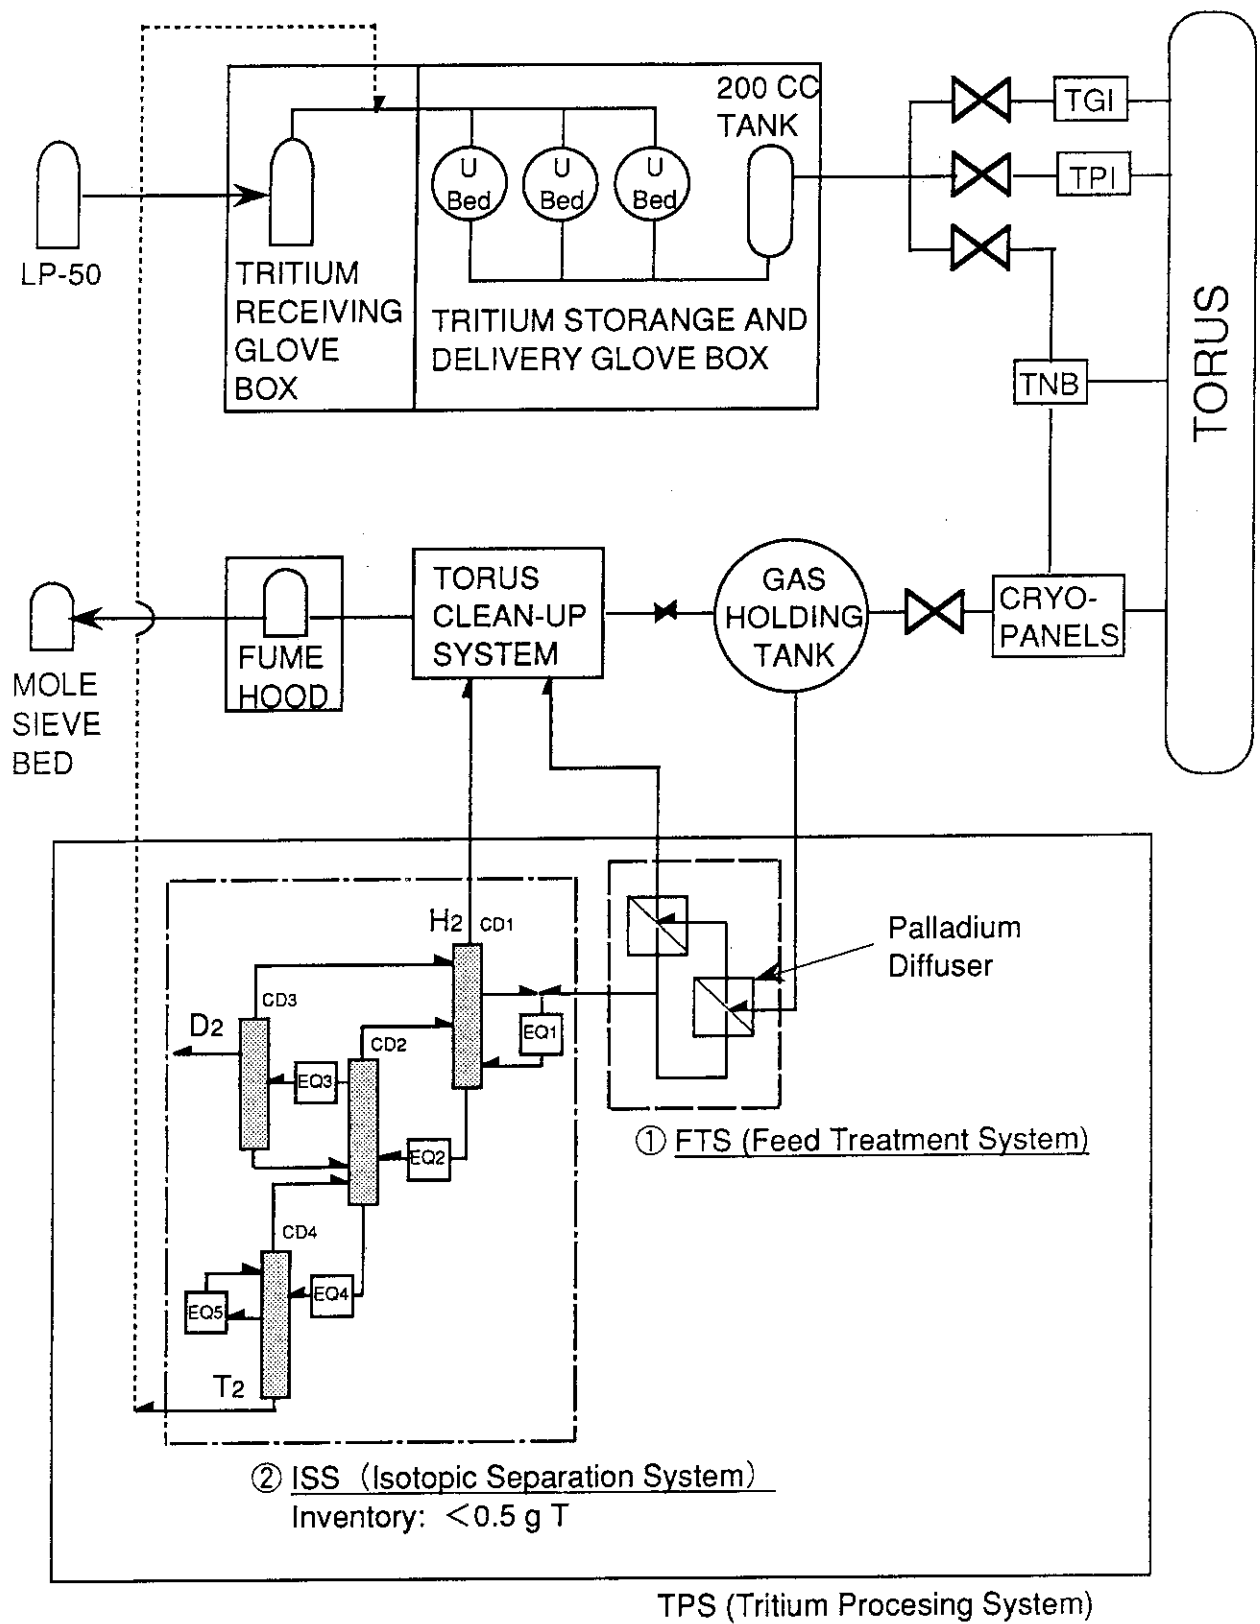 200 CC
TANK
TGI
TPI
U
Bed
U
Bed
U
Bed
LP-50
TRITIUM
RECEIVING
GLOVE
BOX
TRITIUM STORANGE AND
DELIVERY GLOVE BOX
TNB
TORUS
TORUS
CLEAN-UP
SYSTEM
GAS
HOLDING
TANK
CRYO-
PANELS
FUME
HOOD
MOLE
SIEVE
BED
H2 CD1
Palladium
Diffuser
CD3
D2
CD2
EQ1
EQ3
EQ2
① FTS (Feed Treatment System)
CD4
EQ4
EQ5
T2
② ISS (Isotopic Separation System)
Inventory: <0.5 g T
TPS (Tritium Procesing System)